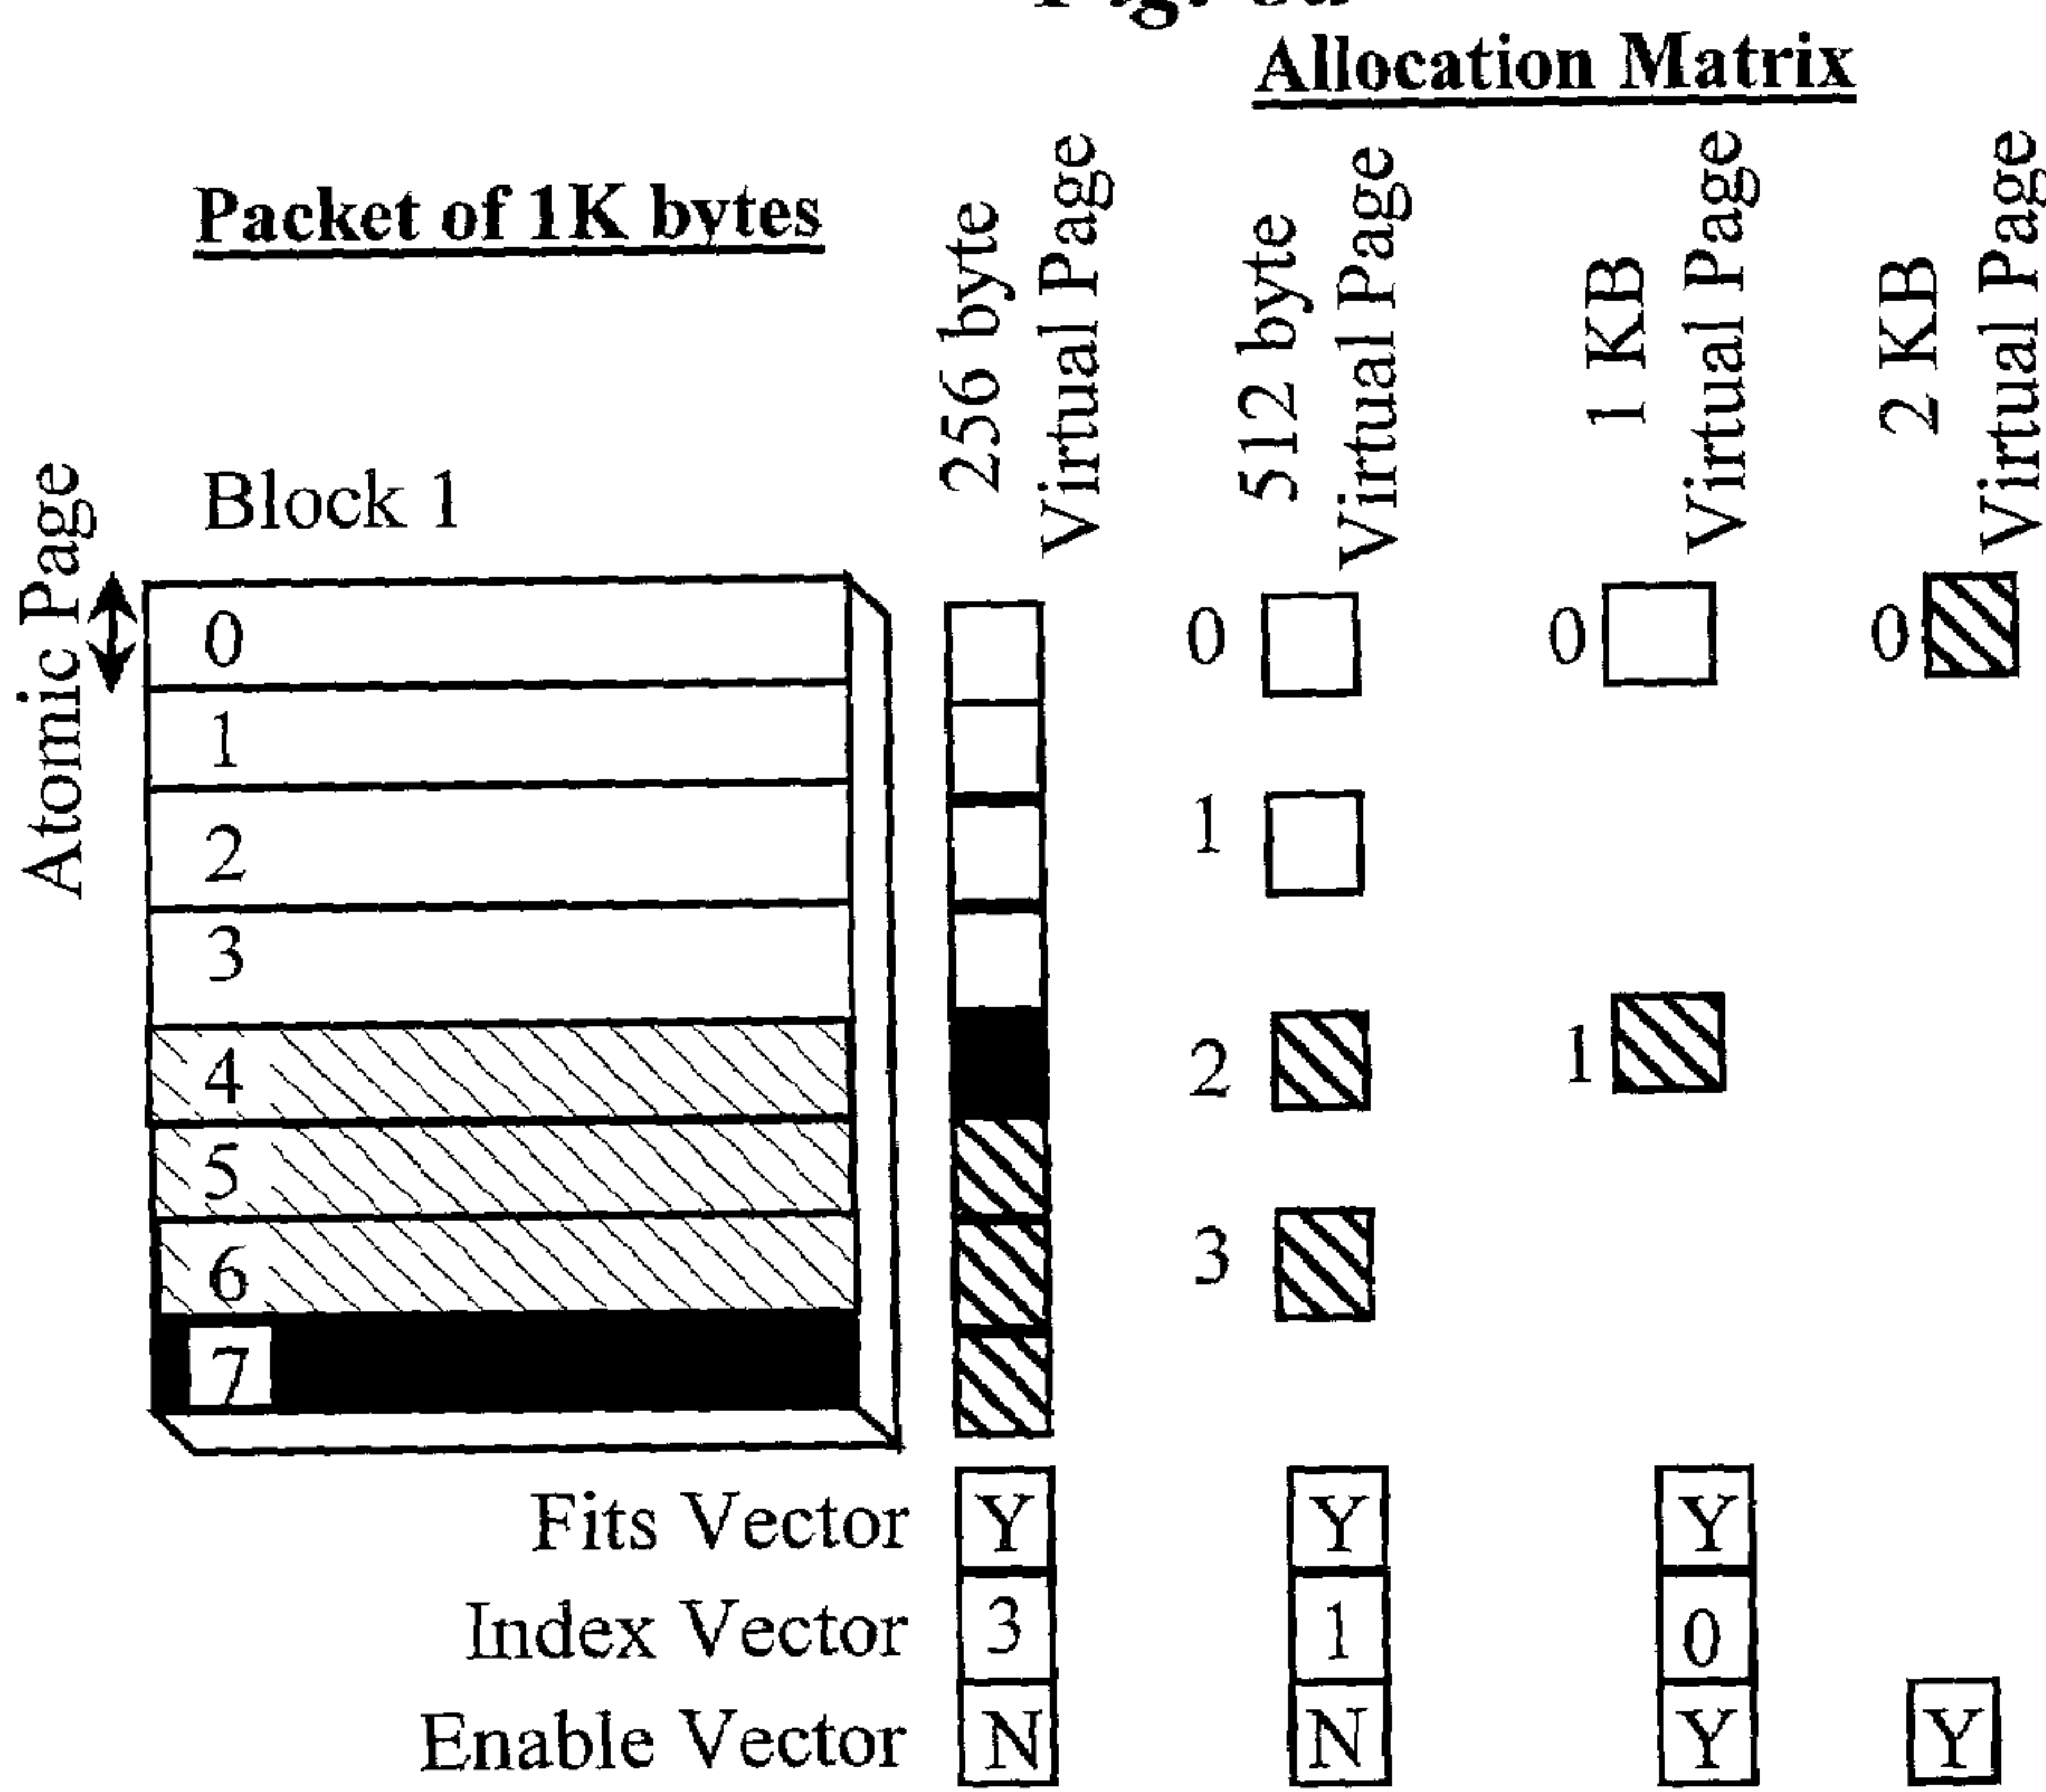 Allocation Matrix
Packet of 1K bytes
256 byte
Virtual Page
512 byte
Virtual Page
1 KB
Virtual Page
2 KB
Virtual Page
Atomic Page
Block 1
0
1
2
3
4
5
6
7
0
1
2
3
0
1
0
Fits Vector Y Y Y
Index Vector 3 1 0
Enable Vector N N Y Y